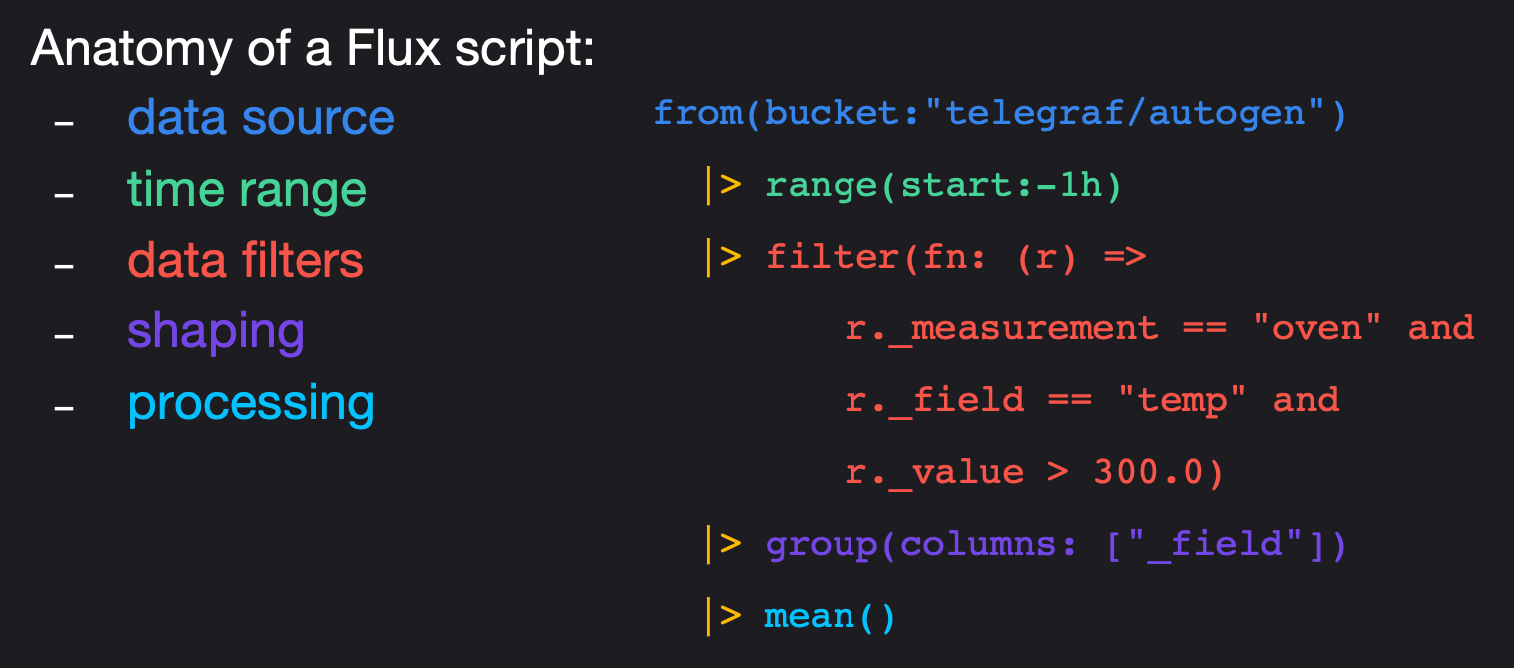 Anatomy of a Flux script:
- data source
- time range
- data filters
- shaping
- processing
from(bucket:"telegraf/autogen")
|> range(start:-1h)
|> filter(fn: (r) =>
r._measurement == "oven" and
r._field == "temp" and
r._value > 300.0)
|> group(columns: ["_field"])
|> mean()